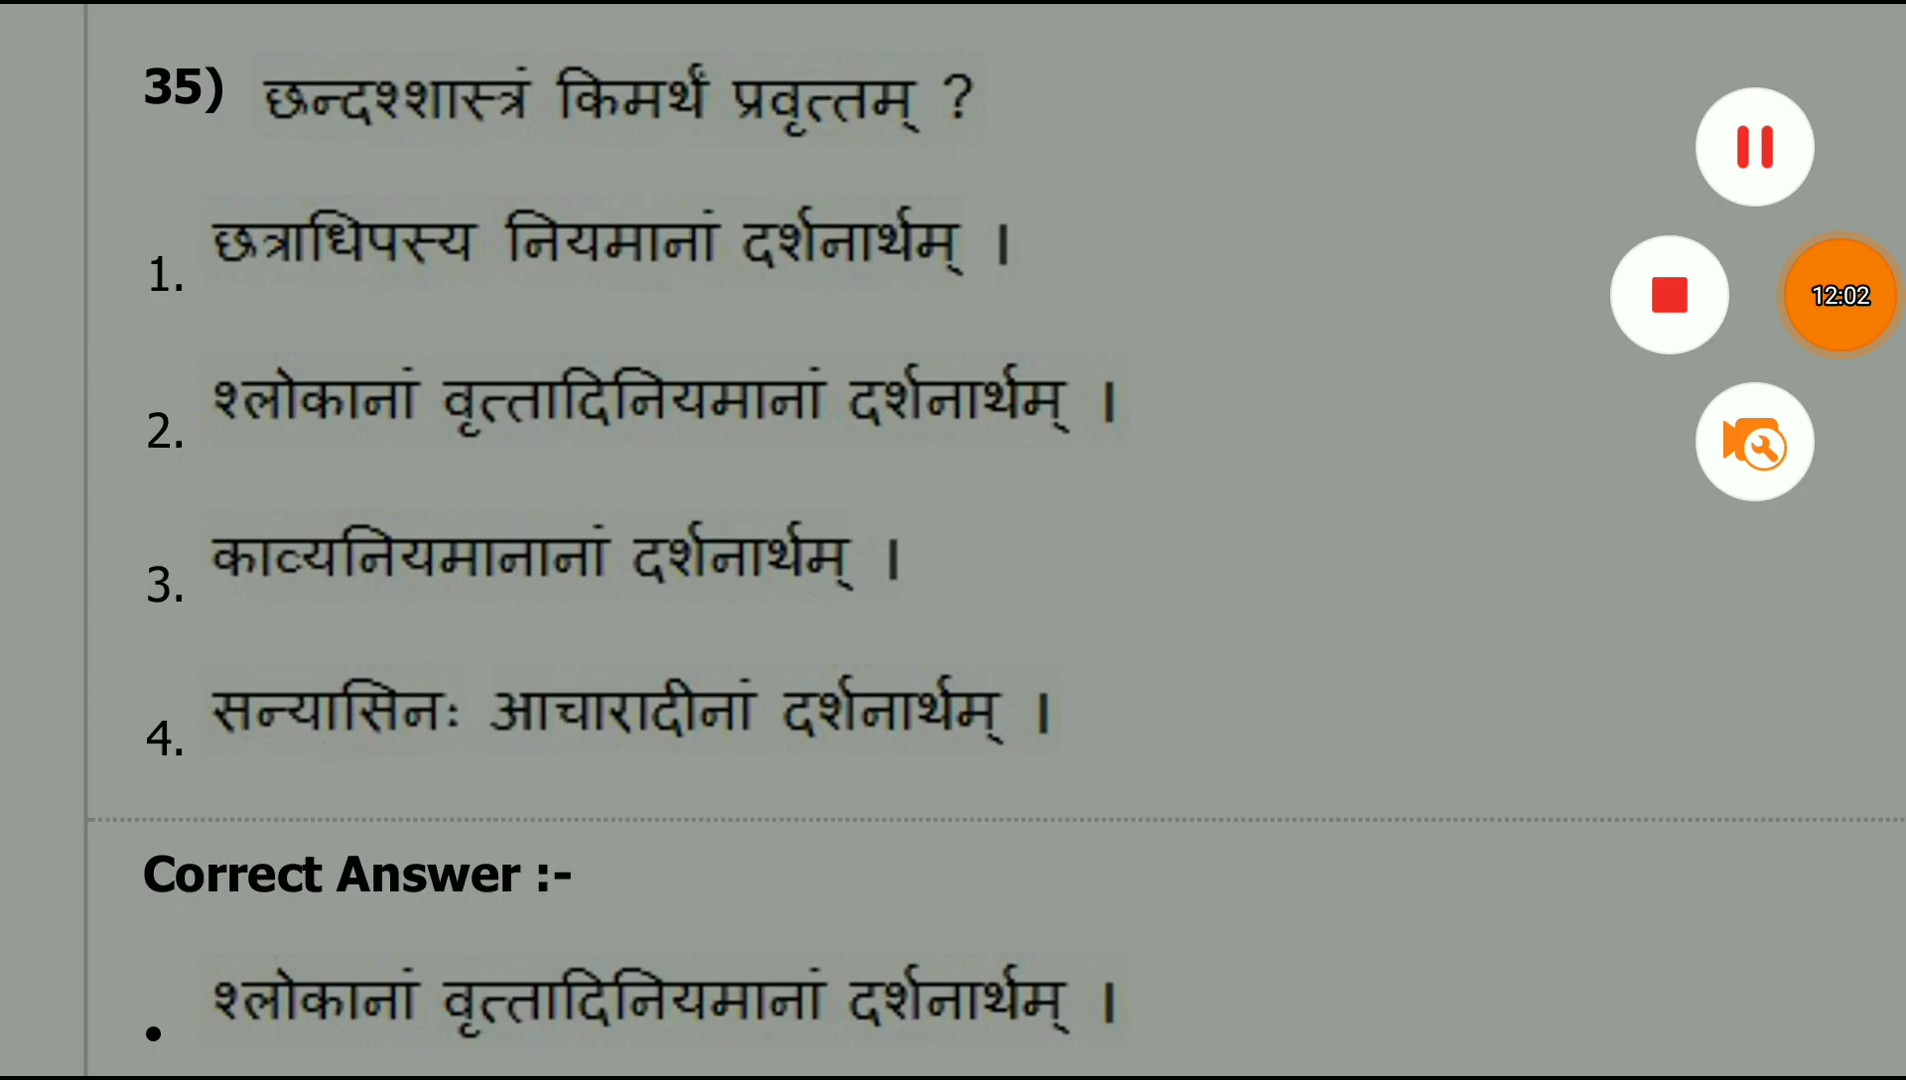 35) छन्दश्शास्त्रं किमर्थं प्रवृत्तम् ?
1. छत्राधिपस्य नियमानां दर्शनार्थम् ।
2. श्लोकानां वृत्तादिनियमानां दर्शनार्थम् ।
3. काव्यनियमानानां दर्शनार्थम् ।
4. सन्यासिनः आचारादीनां दर्शनार्थम् ।
Correct Answer :-
• श्लोकानां वृत्तादिनियमानां दर्शनार्थम् ।
12:02